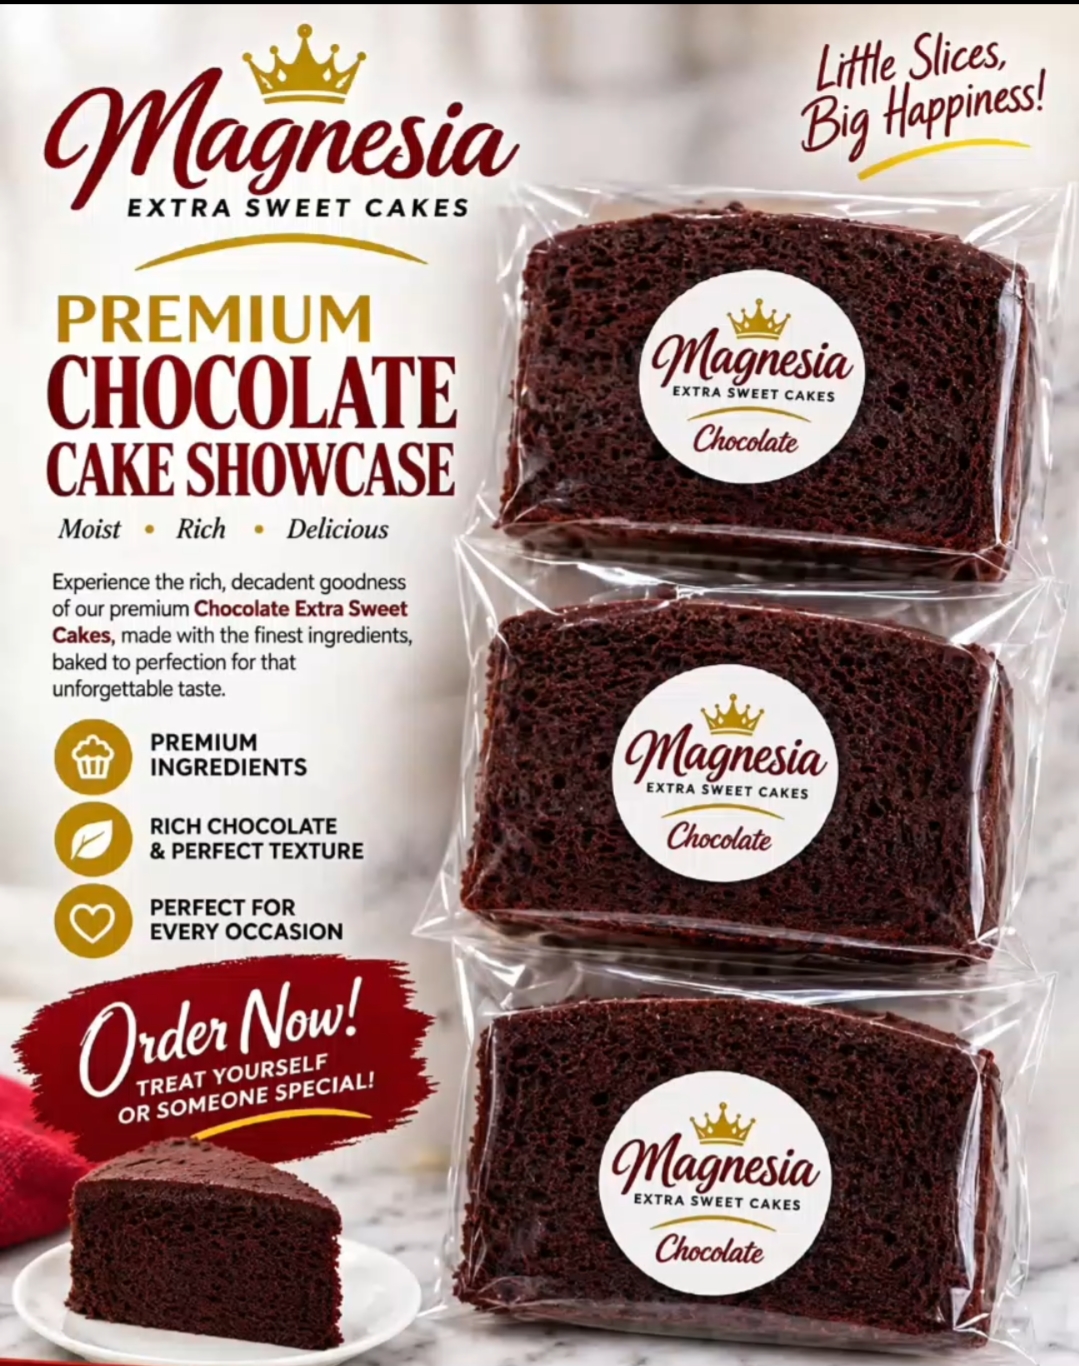 Magnesia
EXTRA SWEET CAKES
Little Slices,
Big Happiness!
PREMIUM
CHOCOLATE
CAKE SHOWCASE
Moist • Rich • Delicious
Experience the rich, decadent goodness
of our premium Chocolate Extra Sweet
Cakes, made with the finest ingredients,
baked to perfection for that
unforgettable taste.
PREMIUM
INGREDIENTS
RICH CHOCOLATE
& PERFECT TEXTURE
PERFECT FOR
EVERY OCCASION
Order Now!
TREAT YOURSELF
OR SOMEONE SPECIAL!
Magnesia
EXTRA SWEET CAKES
Chocolate
Magnesia
EXTRA SWEET CAKES
Chocolate
Magnesia
EXTRA SWEET CAKES
Chocolate